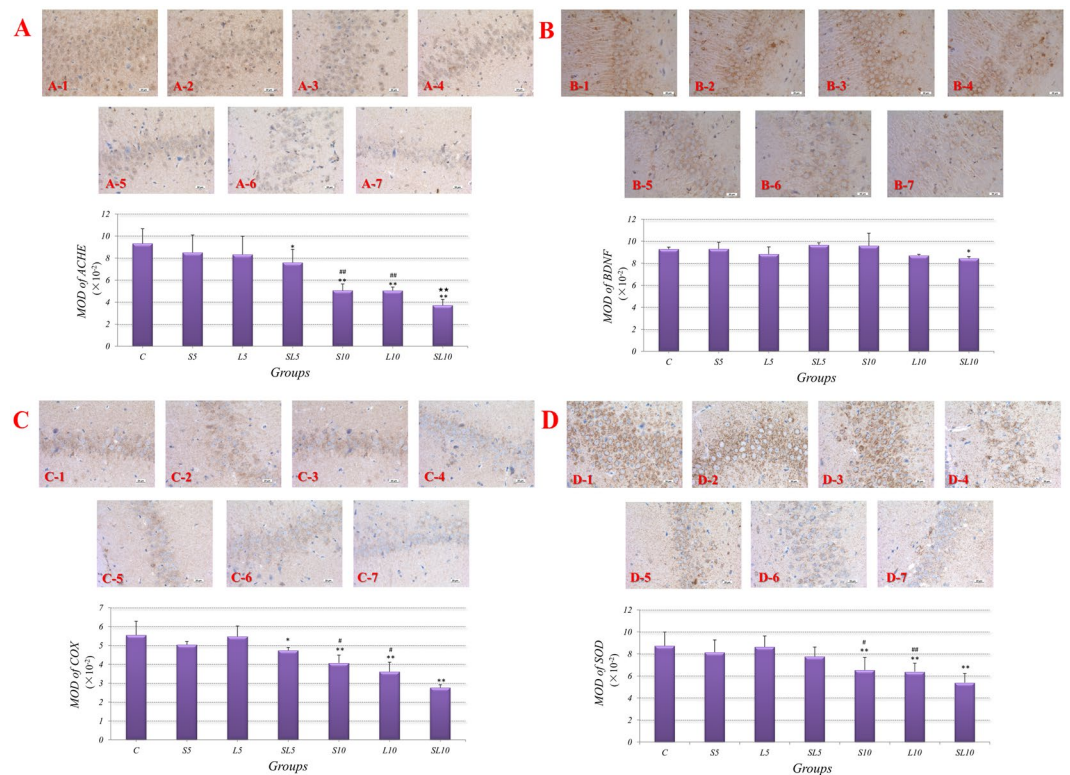 A
A-1
A-2
A-3
A-4
A-5
A-6
A-7
MOD of ACHE
(×10⁻²)
12
10
8
6
4
2
0
*
##
**
##
**
★★
**
C S5 L5 SL5 S10 L10 SL10
Groups
B
B-1
B-2
B-3
B-4
B-5
B-6
B-7
MOD of BDNF
(×10⁻²)
12
10
8
6
4
2
0
*
C S5 L5 SL5 S10 L10 SL10
Groups
C
C-1
C-2
C-3
C-4
C-5
C-6
C-7
MOD of COX
(×10⁻²)
7
6
5
4
3
2
1
0
*
#
**
#
**
**
C S5 L5 SL5 S10 L10 SL10
Groups
D
D-1
D-2
D-3
D-4
D-5
D-6
D-7
MOD of SOD
(×10⁻²)
12
10
8
6
4
2
0
#
**
##
**
**
C S5 L5 SL5 S10 L10 SL10
Groups